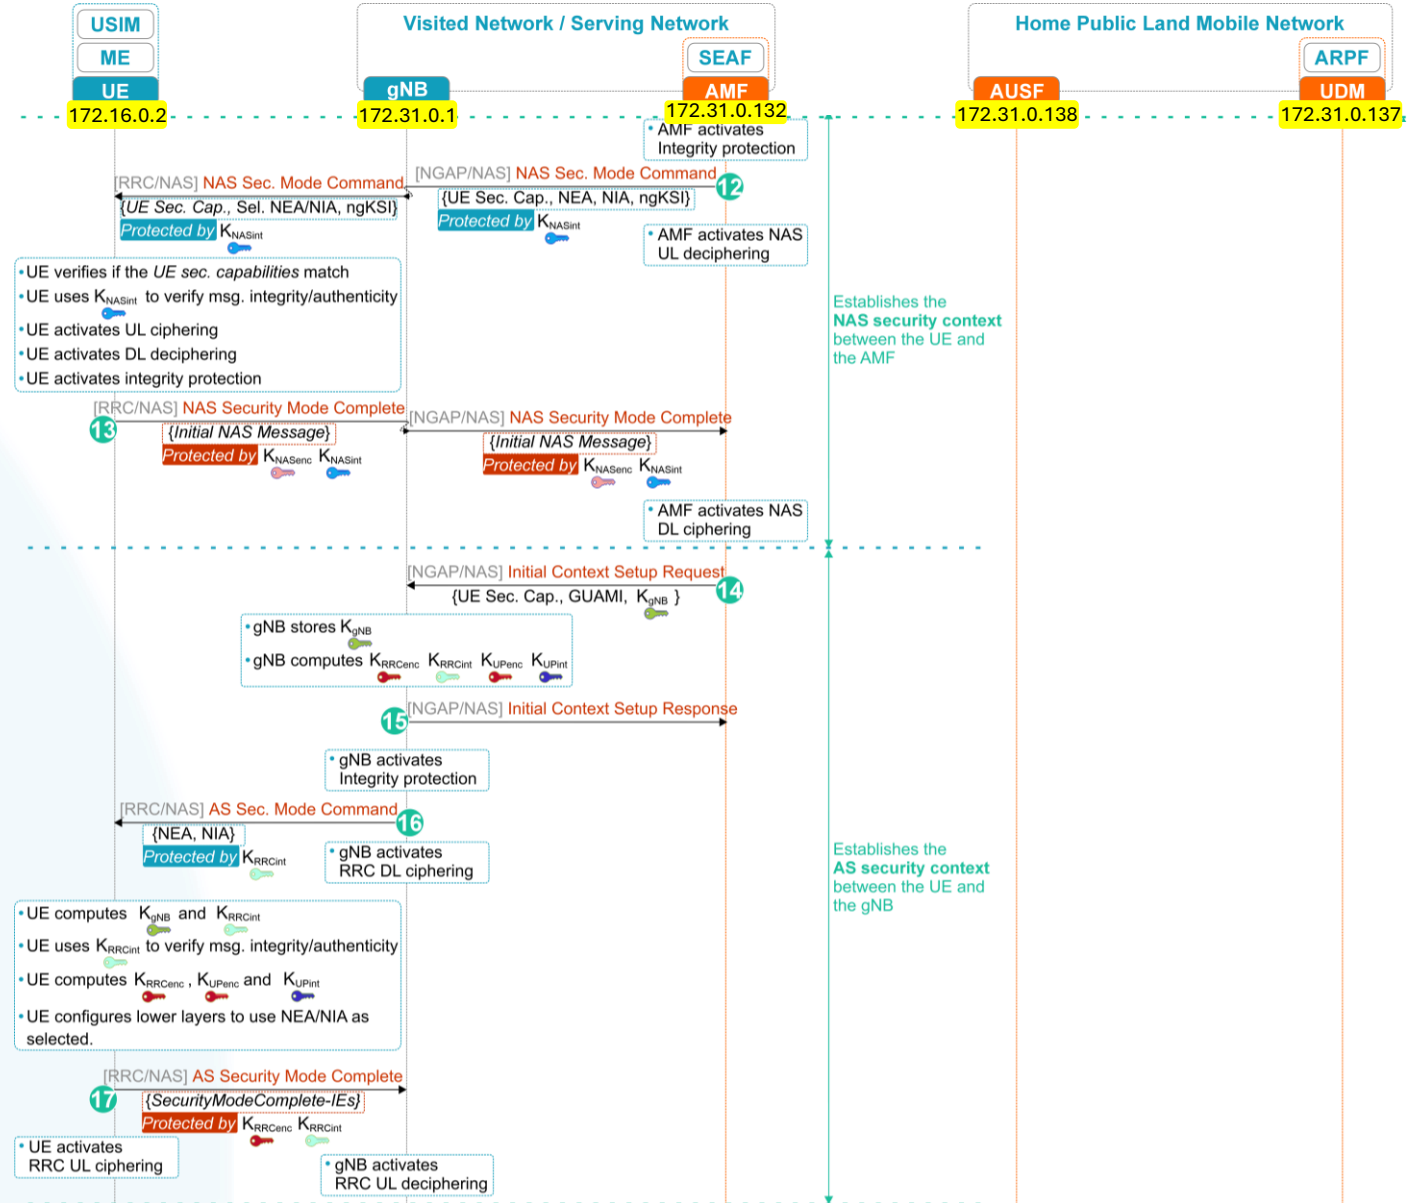 USIM
ME
UE
172.16.0.2
Visited Network / Serving Network
gNB
172.31.0.1
SEAF
AMF
172.31.0.132
Home Public Land Mobile Network
AUSF
172.31.0.138
ARPF
UDM
172.31.0.137
• AMF activates
Integrity protection
[NGAP/NAS] NAS Sec. Mode Command
12
{UE Sec. Cap., NEA, NIA, ngKSI}
Protected by KNASint
[RRC/NAS] NAS Sec. Mode Command
{UE Sec. Cap., Sel. NEA/NIA, ngKSI}
Protected by KNASint
• AMF activates NAS
UL deciphering
• UE verifies if the UE sec. capabilities match
• UE uses KNASint to verify msg. integrity/authenticity
• UE activates UL ciphering
• UE activates DL deciphering
• UE activates integrity protection
Establishes the
NAS security context
between the UE and
the AMF
[RRC/NAS] NAS Security Mode Complete
13
{Initial NAS Message}
Protected by KNASenc KNASint
[NGAP/NAS] NAS Security Mode Complete
{Initial NAS Message}
Protected by KNASenc KNASint
• AMF activates NAS
DL ciphering
[NGAP/NAS] Initial Context Setup Request
14
{UE Sec. Cap., GUAMI, KgNB }
• gNB stores KgNB
• gNB computes KRRCenc KRRCint KUPenc KUPint
[NGAP/NAS] Initial Context Setup Response
15
• gNB activates
Integrity protection
[RRC/NAS] AS Sec. Mode Command
16
{NEA, NIA}
Protected by KRRCint
• gNB activates
RRC DL ciphering
Establishes the
AS security context
between the UE and
the gNB
• UE computes KgNB and KRRCint
• UE uses KRRCint to verify msg. integrity/authenticity
• UE computes KRRCenc , KUPenc and KUPint
• UE configures lower layers to use NEA/NIA as
selected.
[RRC/NAS] AS Security Mode Complete
17
{SecurityModeComplete-IEs}
Protected by KRRCenc KRRCint
• UE activates
RRC UL ciphering
• gNB activates
RRC UL deciphering